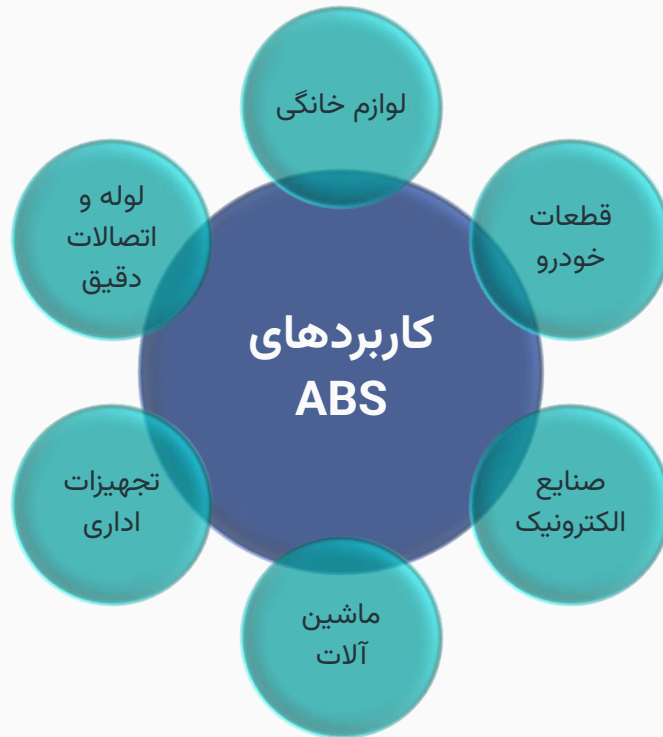 لوازم خانگی
قطعات
خودرو
لوله و
اتصالات
دقیق
کاربردهای
ABS
صنایع
الکترونیک
تجهیزات
اداری
ماشین
آلات